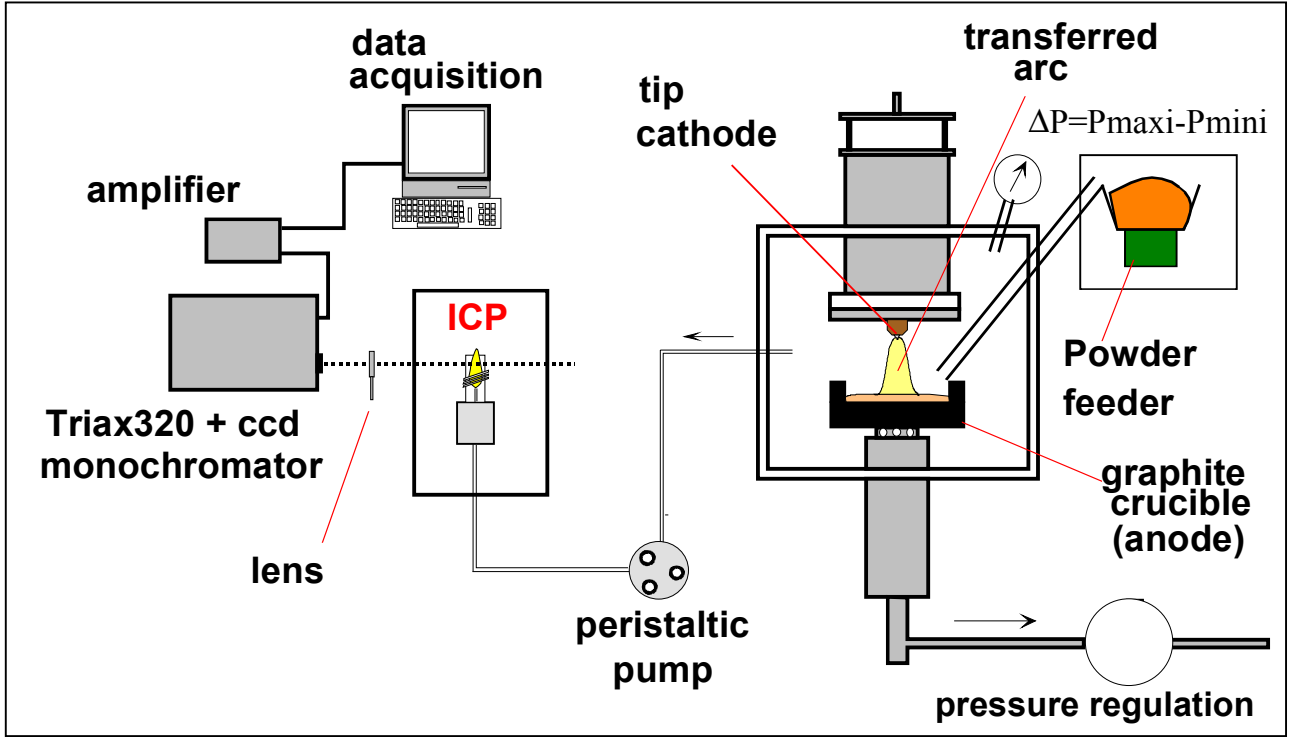 data
acquisition
transferred
arc
tip
cathode
ΔP=Pmaxi-Pmini
amplifier
ICP
Powder
feeder
Triax320 + ccd
monochromator
graphite
crucible
(anode)
lens
peristaltic
pump
pressure regulation